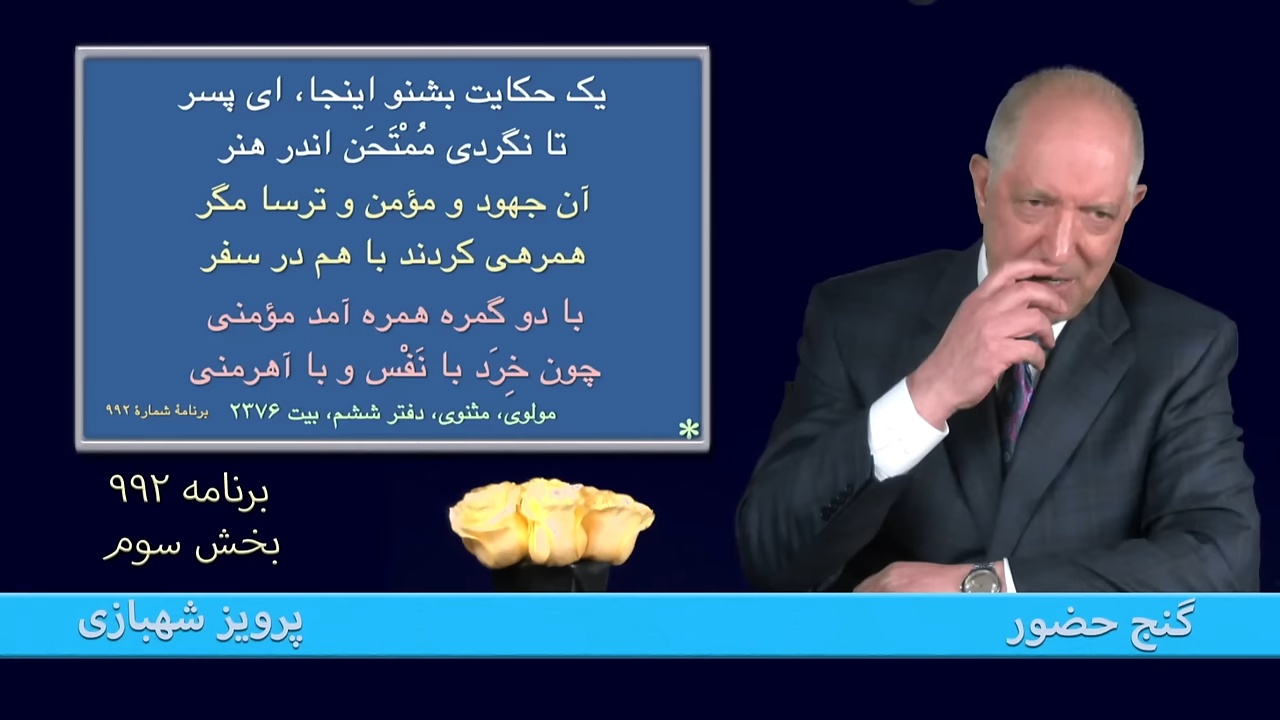 یک حکایت بشنو اینجا، ای پسر
تا نگردی مُمْتَحَن اندر هنر
آن جهود و مؤمن و ترسا مگر
همرهی کردند با هم در سفر
با دو گمره همره آمد مؤمنی
چون خِرَد با نَفْس و با آهرمنی
مولوی، مثنوی، دفتر ششم، بیت ۲۳۷۶ برنامهٔ شمارهٔ ۹۹۲
*
برنامه ۹۹۲
بخش سوم
گنج حضور
پرویز شهبازی